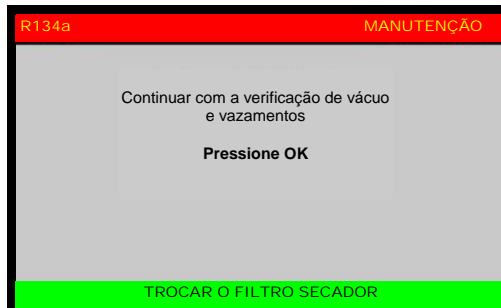 R134a MANUTENÇÃO
Continuar com a verificação de vácuo
e vazamentos
Pressione OK
TROCAR O FILTRO SECADOR